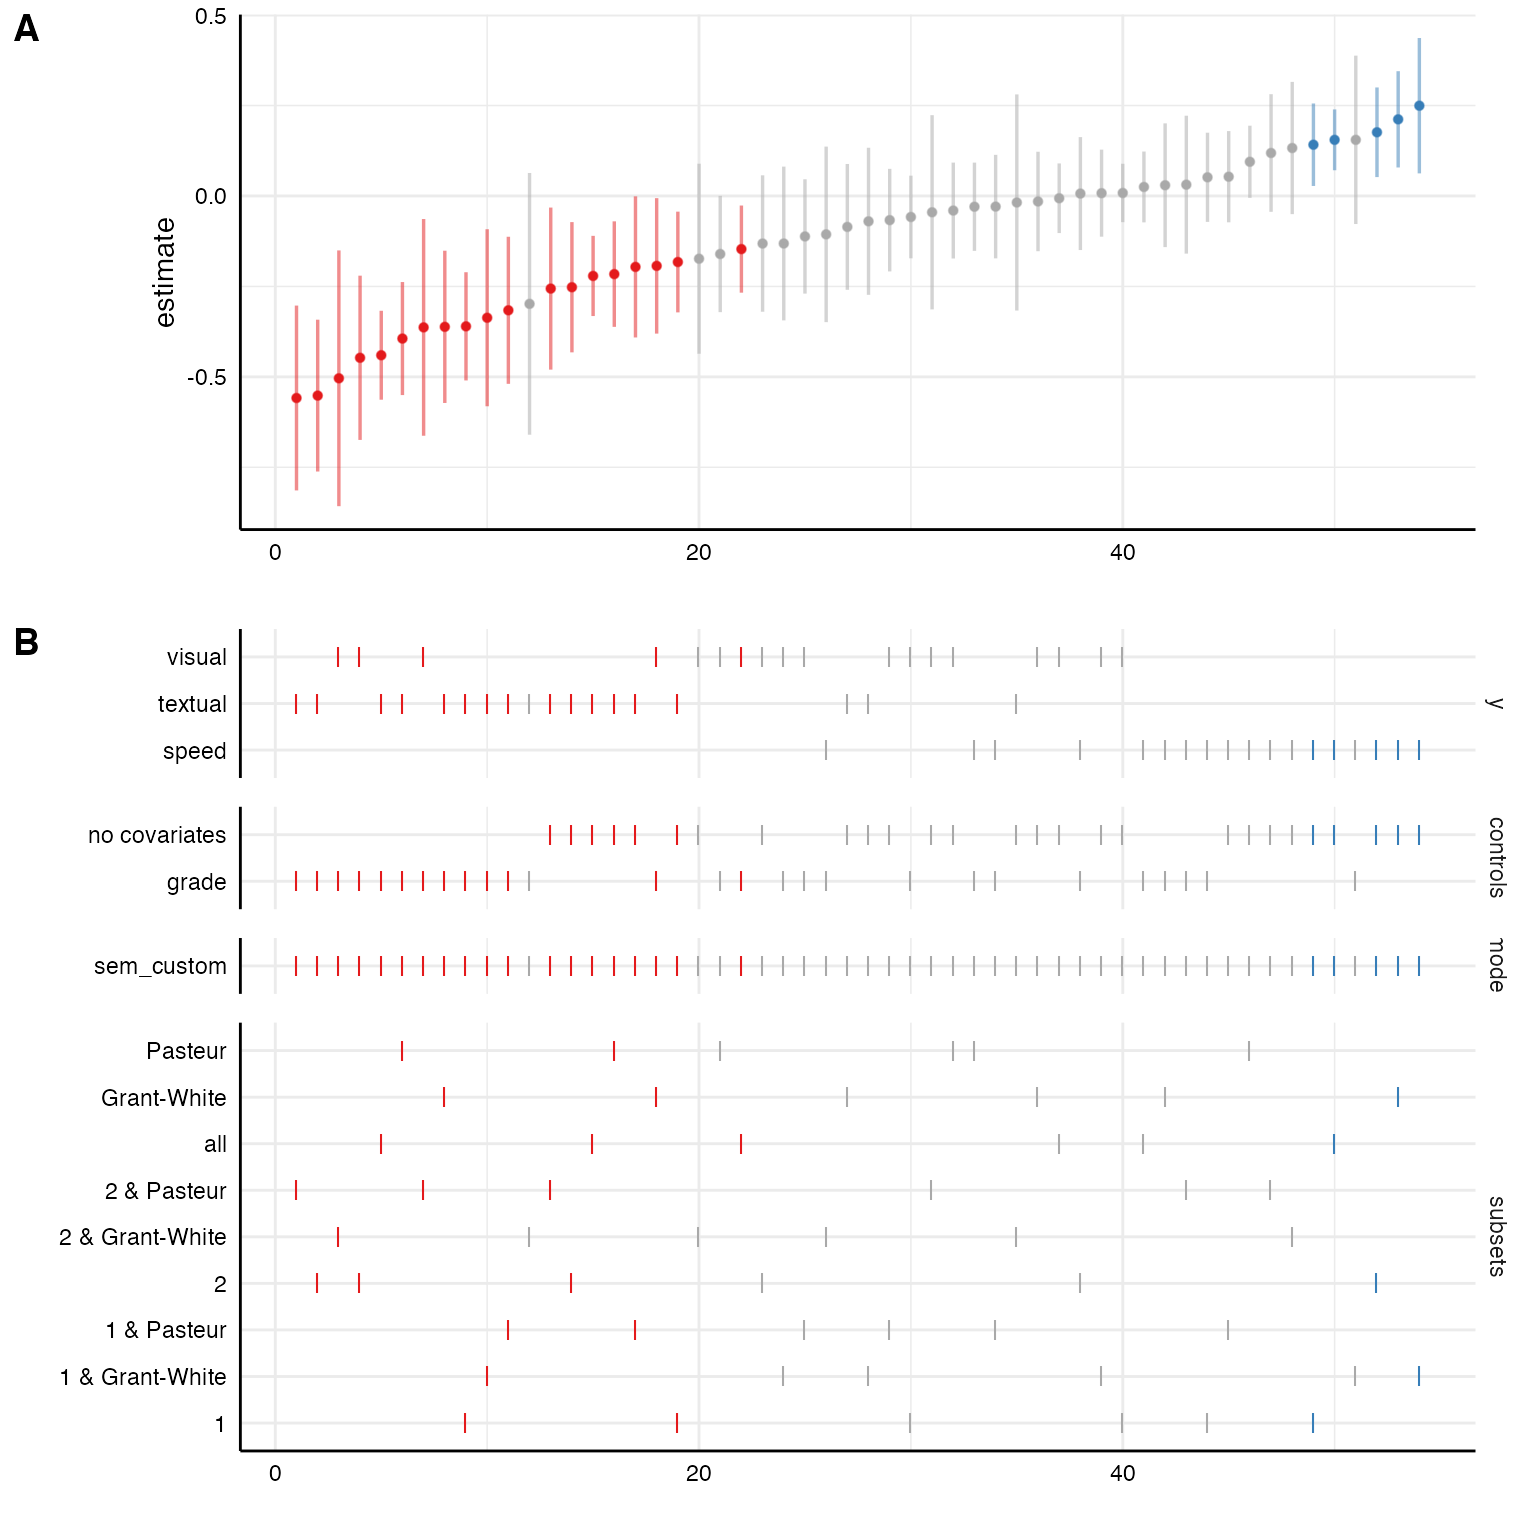 A
0.5
0.0
-0.5
estimate
0
20
40
B
visual
textual
speed
y
no covariates
grade
controls
sem_custom
mode
Pasteur
Grant-White
all
2 & Pasteur
2 & Grant-White
2
1 & Pasteur
1 & Grant-White
1
subsets
0
20
40